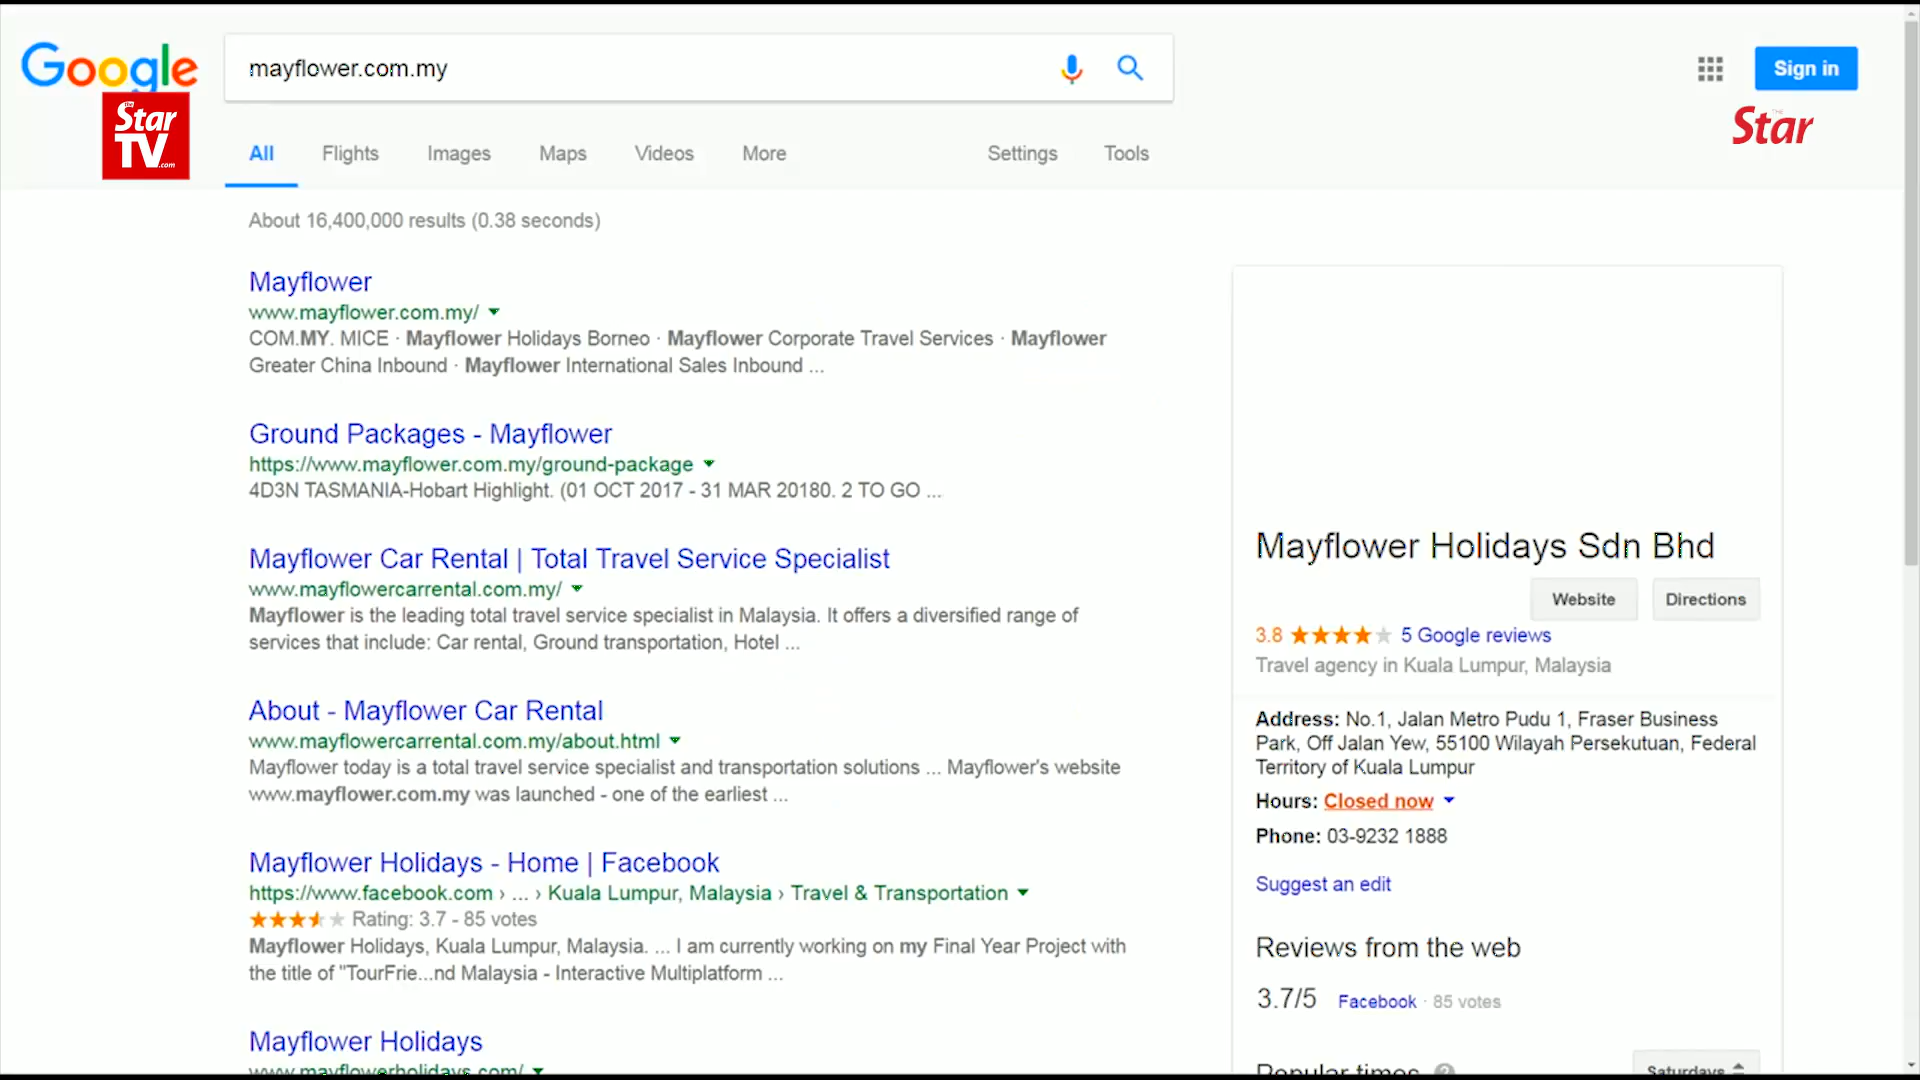 Google
mayflower.com.my
Sign in
The Star TV .com
The Star
All Flights Images Maps Videos More Settings Tools
About 16,400,000 results (0.38 seconds)
Mayflower
www.mayflower.com.my/
COM.MY. MICE · Mayflower Holidays Borneo · Mayflower Corporate Travel Services · Mayflower
Greater China Inbound · Mayflower International Sales Inbound ...
Ground Packages - Mayflower
https://www.mayflower.com.my/ground-package
4D3N TASMANIA-Hobart Highlight. (01 OCT 2017 - 31 MAR 20180. 2 TO GO ...
Mayflower Car Rental | Total Travel Service Specialist
www.mayflowercarrental.com.my/
Mayflower is the leading total travel service specialist in Malaysia. It offers a diversified range of
services that include: Car rental, Ground transportation, Hotel ...
About - Mayflower Car Rental
www.mayflowercarrental.com.my/about.html
Mayflower today is a total travel service specialist and transportation solutions ... Mayflower's website
www.mayflower.com.my was launched - one of the earliest ...
Mayflower Holidays - Home | Facebook
https://www.facebook.com › ... › Kuala Lumpur, Malaysia › Travel & Transportation
Rating: 3.7 - 85 votes
Mayflower Holidays, Kuala Lumpur, Malaysia. ... I am currently working on my Final Year Project with
the title of "TourFrie...nd Malaysia - Interactive Multiplatform ...
Mayflower Holidays
www.mayflowerholidays.com/
Mayflower Holidays Sdn Bhd
Website Directions
3.8 5 Google reviews
Travel agency in Kuala Lumpur, Malaysia
Address: No.1, Jalan Metro Pudu 1, Fraser Business
Park, Off Jalan Yew, 55100 Wilayah Persekutuan, Federal
Territory of Kuala Lumpur
Hours: Closed now
Phone: 03-9232 1888
Suggest an edit
Reviews from the web
3.7/5 Facebook · 85 votes
Popular times
Saturdays